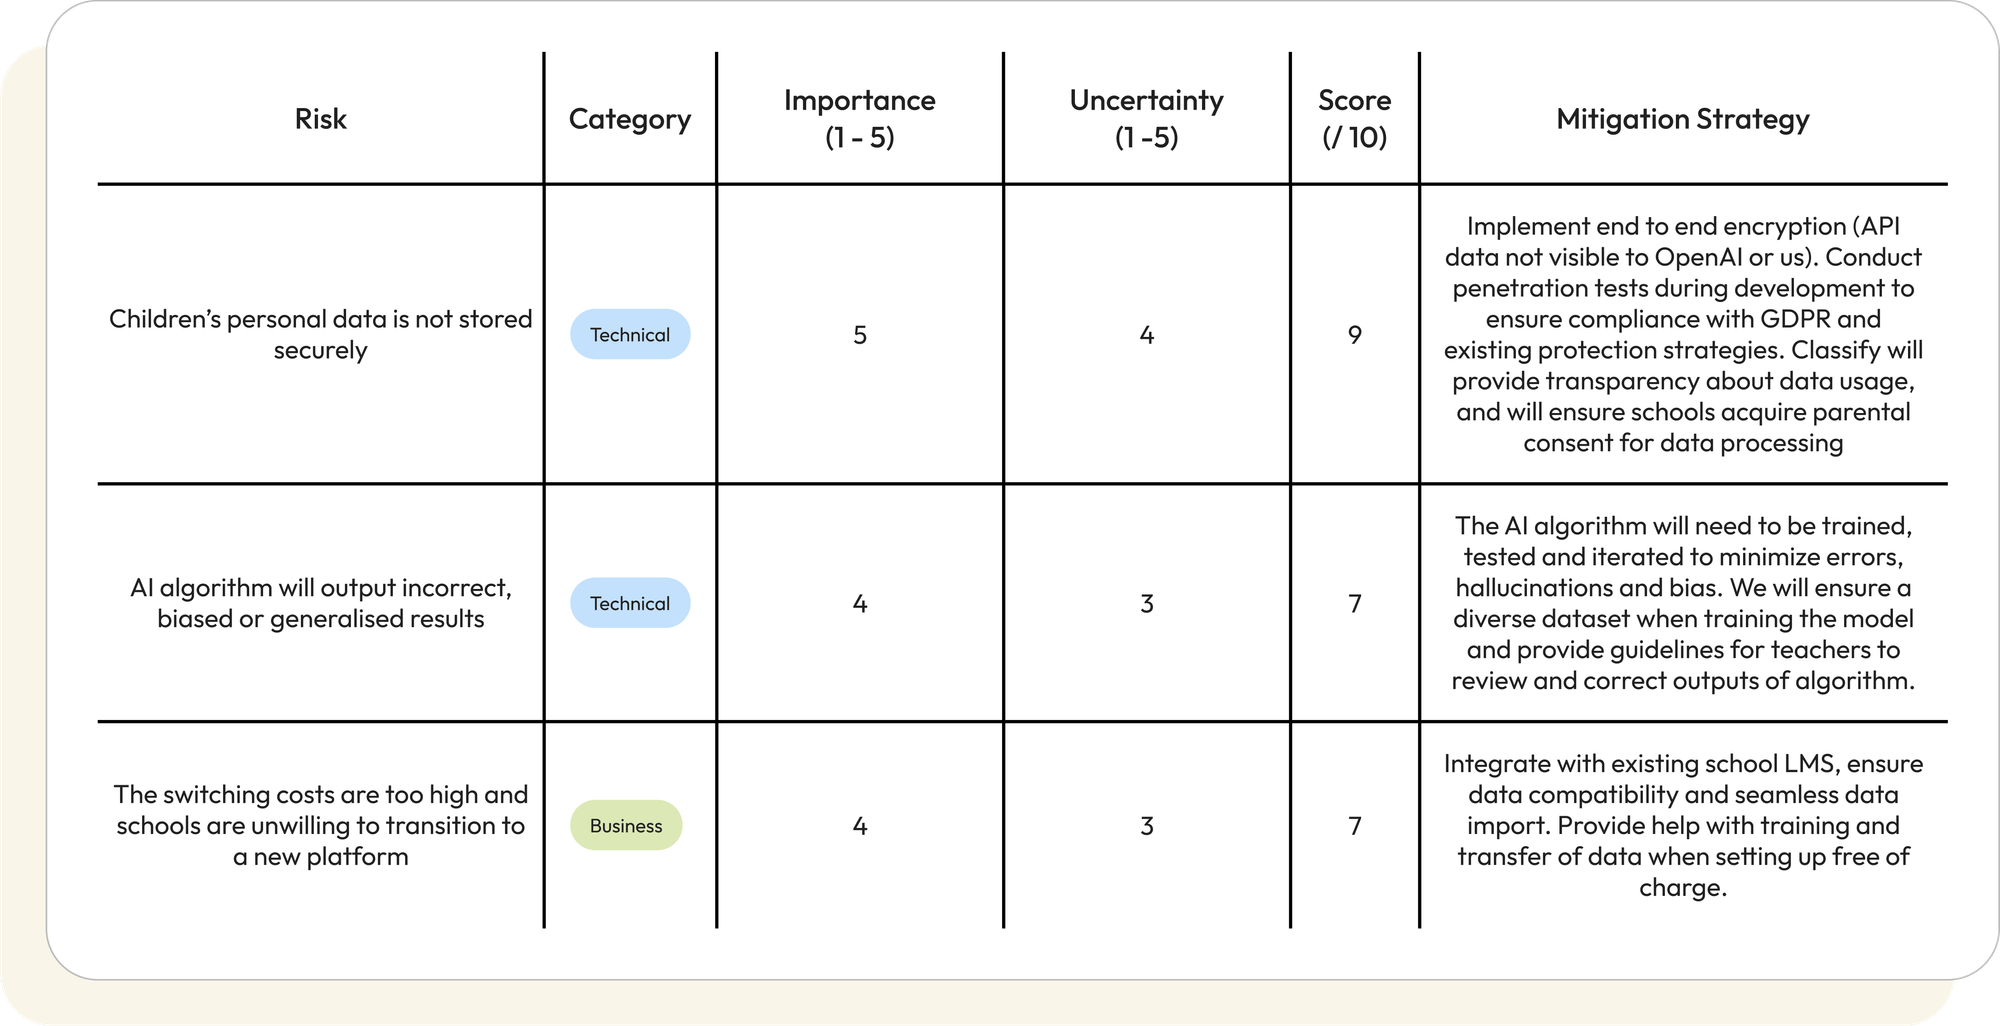 Risk
Category
Importance
(1 - 5)
Uncertainty
(1 -5)
Score
(/ 10)
Mitigation Strategy
Children’s personal data is not stored
securely
Technical
5
4
9
Implement end to end encryption (API
data not visible to OpenAI or us). Conduct
penetration tests during development to
ensure compliance with GDPR and
existing protection strategies. Classify will
provide transparency about data usage,
and will ensure schools acquire parental
consent for data processing
AI algorithm will output incorrect,
biased or generalised results
Technical
4
3
7
The AI algorithm will need to be trained,
tested and iterated to minimize errors,
hallucinations and bias. We will ensure a
diverse dataset when training the model
and provide guidelines for teachers to
review and correct outputs of algorithm.
The switching costs are too high and
schools are unwilling to transition to
a new platform
Business
4
3
7
Integrate with existing school LMS, ensure
data compatibility and seamless data
import. Provide help with training and
transfer of data when setting up free of
charge.